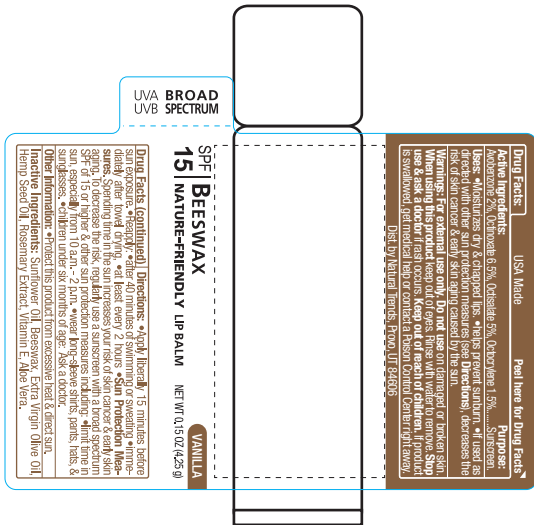 UVA BROAD
UVB SPECTRUM
SPF 15
BEESWAX
NATURE-FRIENDLY LIP BALM
NET WT 0.15 OZ (4.25 g)
VANILLA
Drug Facts: USA Made Peel here for Drug Facts
Active Ingredients: Purpose:
Avobenzone 2%, Octinoxate 6.5%, Octisalate 5%, Octocrylene 1.5%......Sunscreen.
Uses: •Moisturizes dry & chapped lips. •helps prevent sunburn. •If used as
directed with other sun protection measures (see Directions), decreases the
risk of skin cancer & early skin aging caused by the sun.
Warnings: For external use only. Do not use on damaged or broken skin.
When using this product keep out of eyes. Rinse with water to remove. Stop
use & ask a doctor if rash occurs. Keep out of reach of children. If product
is swallowed, get medical help or contact a Poison Control Center right away.
Dist. by Natural Trends, Provo, UT 84606
Drug Facts (continued) Directions: •Apply liberally 15 minutes before
sun exposure. •Reapply: •after 40 minutes of swimming or sweating •imme-
diately after towel drying. •at least every 2 hours •Sun Protection Mea-
sures. Spending time in the sun increases your risk of skin cancer & early skin
aging. To decrease the risk, regularly use a sunscreen with a broad spectrum
SPF of 15 or higher & other sun protection measures including: •limit time in
sun, especially from 10 a.m.- 2 p.m. •wear long-sleeve shirts, pants, hats, &
sunglasses. •children under six months of age: Ask a doctor.
Other Information: •Protect this product from excessive heat & direct sun.
Inactive Ingredients: Sunflower Oil, Beeswax, Extra Virgin Olive Oil,
Hemp Seed Oil, Rosemary Extract, Vitamin E, Aloe Vera.